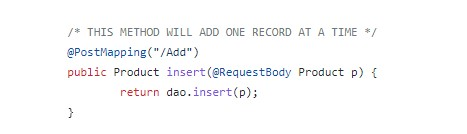 /* THIS METHOD WILL ADD ONE RECORD AT A TIME */
@PostMapping("/Add")
public Product insert(@RequestBody Product p) {
return dao.insert(p);
}